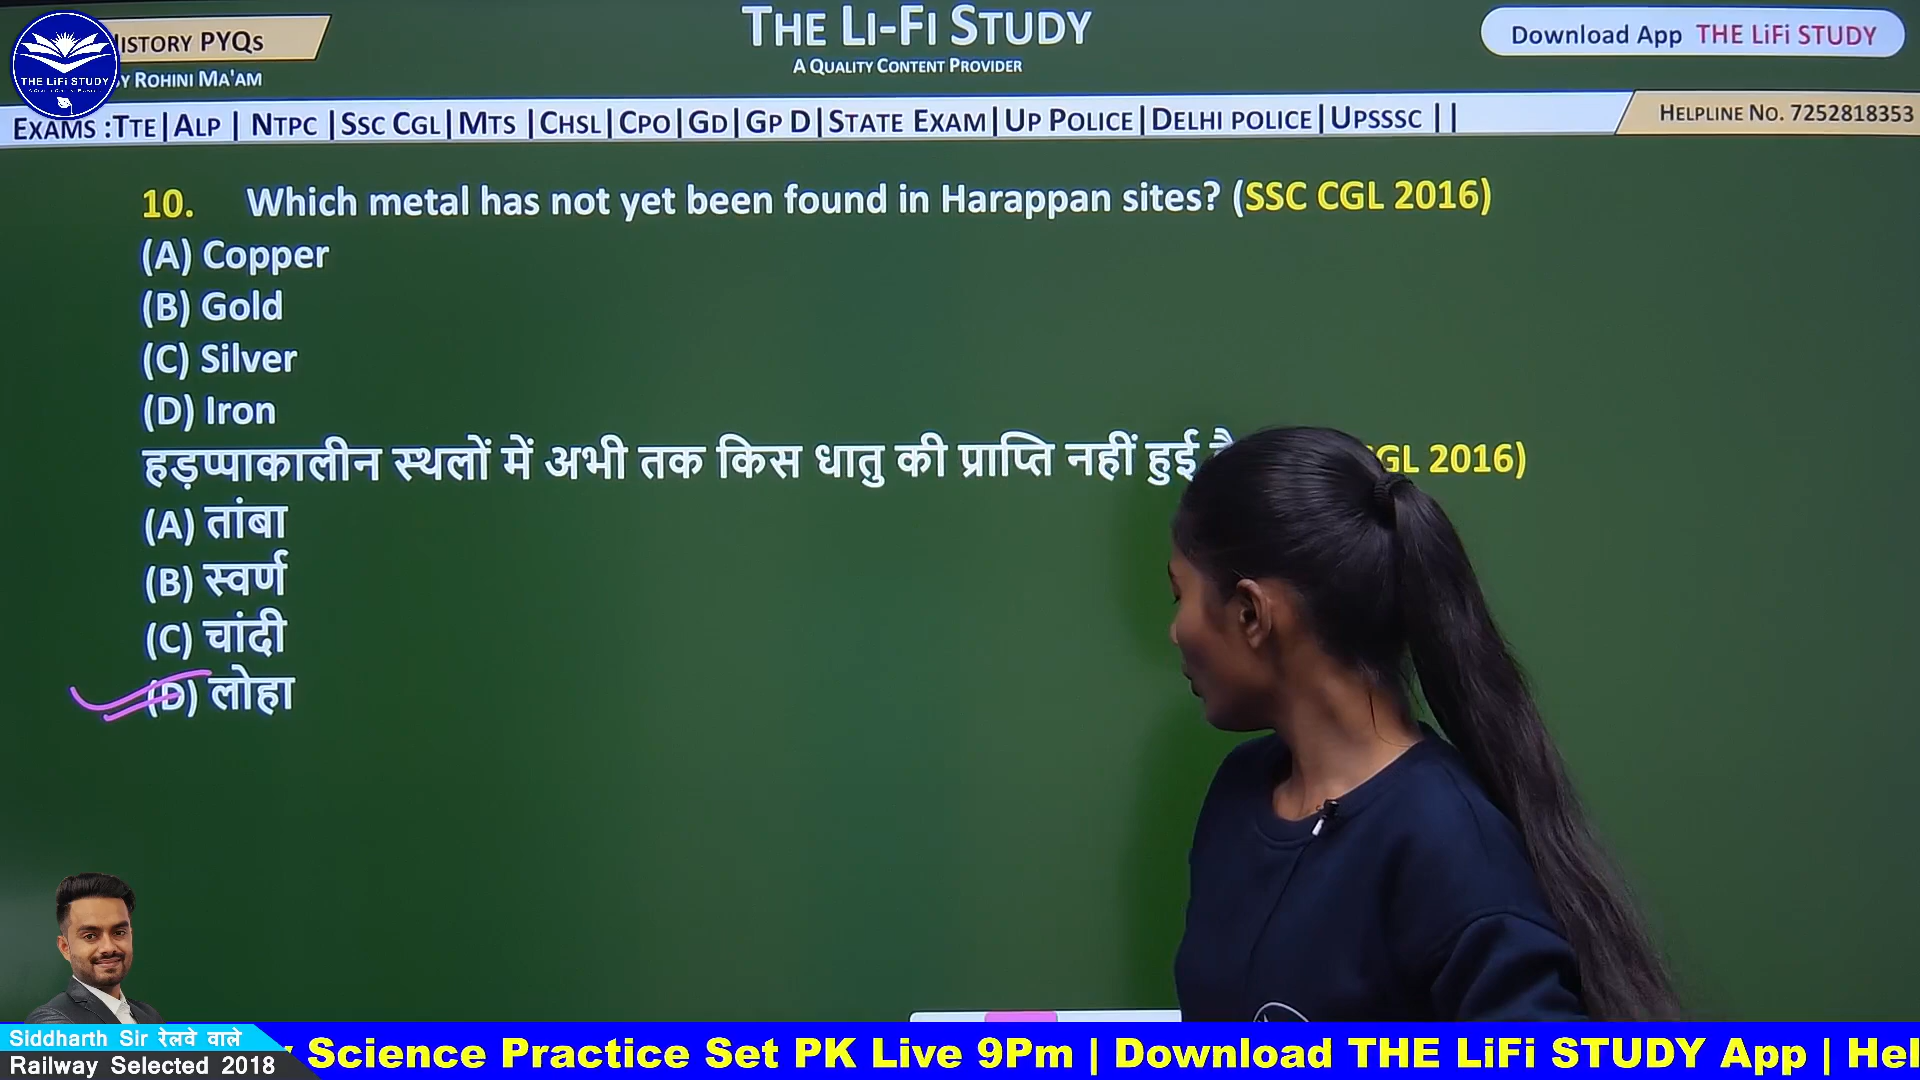 THE LiFi STUDY
HISTORY PYQs
BY ROHINI MA'AM
THE LI-FI STUDY
A QUALITY CONTENT PROVIDER
Download App THE LiFi STUDY
EXAMS :TTE|ALP | NTPC |SSC CGL|MTS |CHSL|CPO|GD|GP D|STATE EXAM|UP POLICE|DELHI POLICE|UPSSSC ||
HELPLINE NO. 7252818353
10. Which metal has not yet been found in Harappan sites? (SSC CGL 2016)
(A) Copper
(B) Gold
(C) Silver
(D) Iron
हड़प्पाकालीन स्थलों में अभी तक किस धातु की प्राप्ति नहीं हुई GL 2016)
(A) तांबा
(B) स्वर्ण
(C) चांदी
(D) लोहा
Siddharth Sir रेलवे वाले
Railway Selected 2018
Science Practice Set PK Live 9Pm | Download THE LiFi STUDY App | Hel